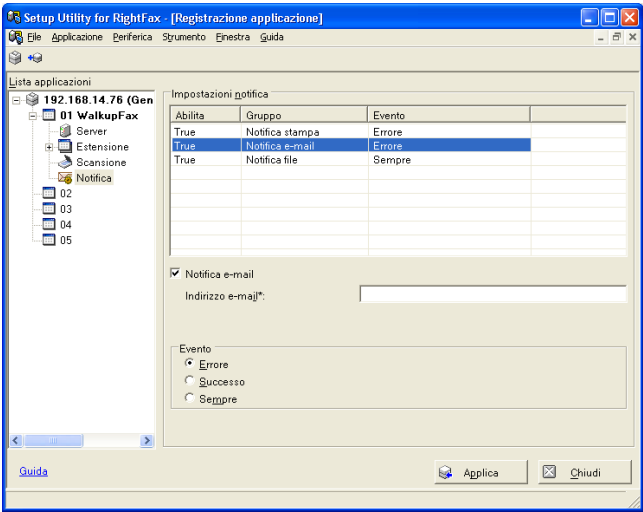 Setup Utility for RightFax - [Registrazione applicazione]
File Applicazione Periferica Strumento Finestra Guida
Lista applicazioni
192.168.14.76 (Gen
01 WalkupFax
Server
Estensione
Scansione
Notifica
02
03
04
05
Impostazioni notifica
Abilita Gruppo Evento
True Notifica stampa Errore
True Notifica e-mail Errore
True Notifica file Sempre
Notifica e-mail
Indirizzo e-mail*:
Evento
Errore
Successo
Sempre
Guida
Applica
Chiudi